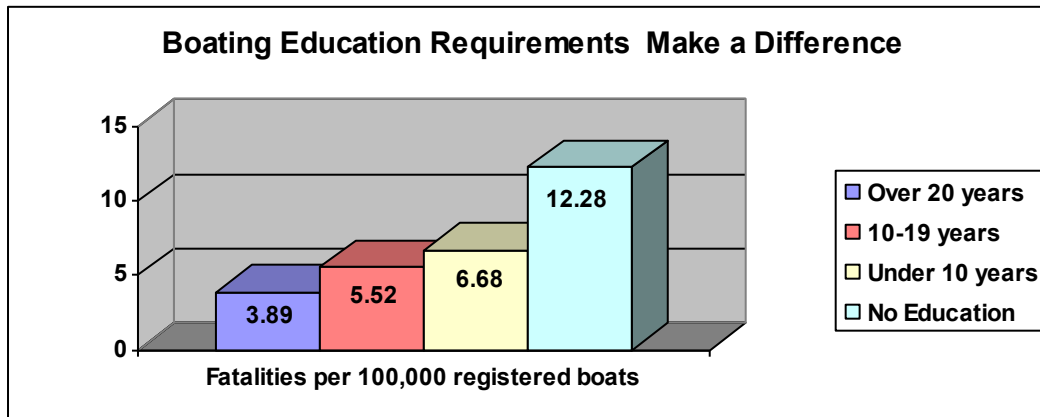 Boating Education Requirements Make a Difference
15
10
5
0
3.89
5.52
6.68
12.28
Fatalities per 100,000 registered boats
Over 20 years
10-19 years
Under 10 years
No Education